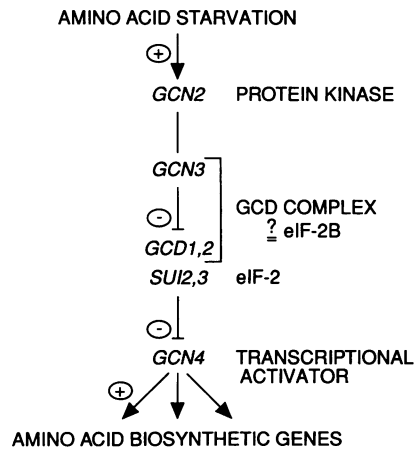 AMINO ACID STARVATION
+
GCN2 PROTEIN KINASE
GCN3
- GCD COMPLEX
? = eIF-2B
GCD1,2
SUI2,3 eIF-2
-
GCN4 TRANSCRIPTIONAL
ACTIVATOR
+
AMINO ACID BIOSYNTHETIC GENES